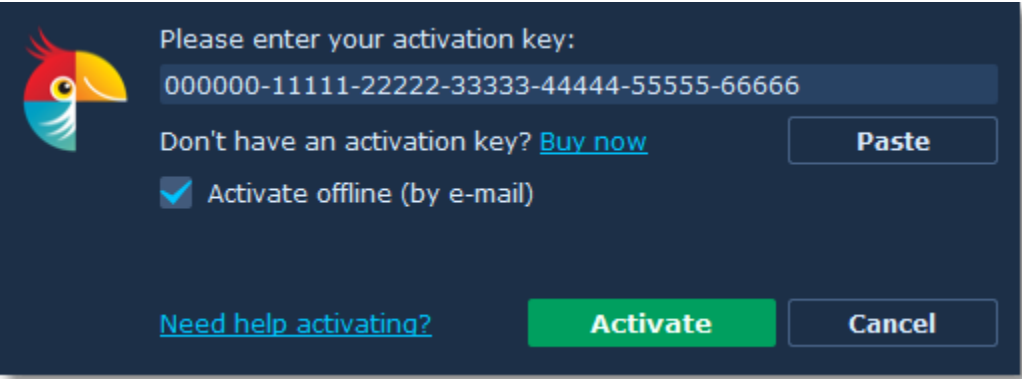 Please enter your activation key:
000000-11111-22222-33333-44444-55555-66666
Don't have an activation key? Buy now
Paste
Activate offline (by e-mail)
Need help activating?
Activate
Cancel